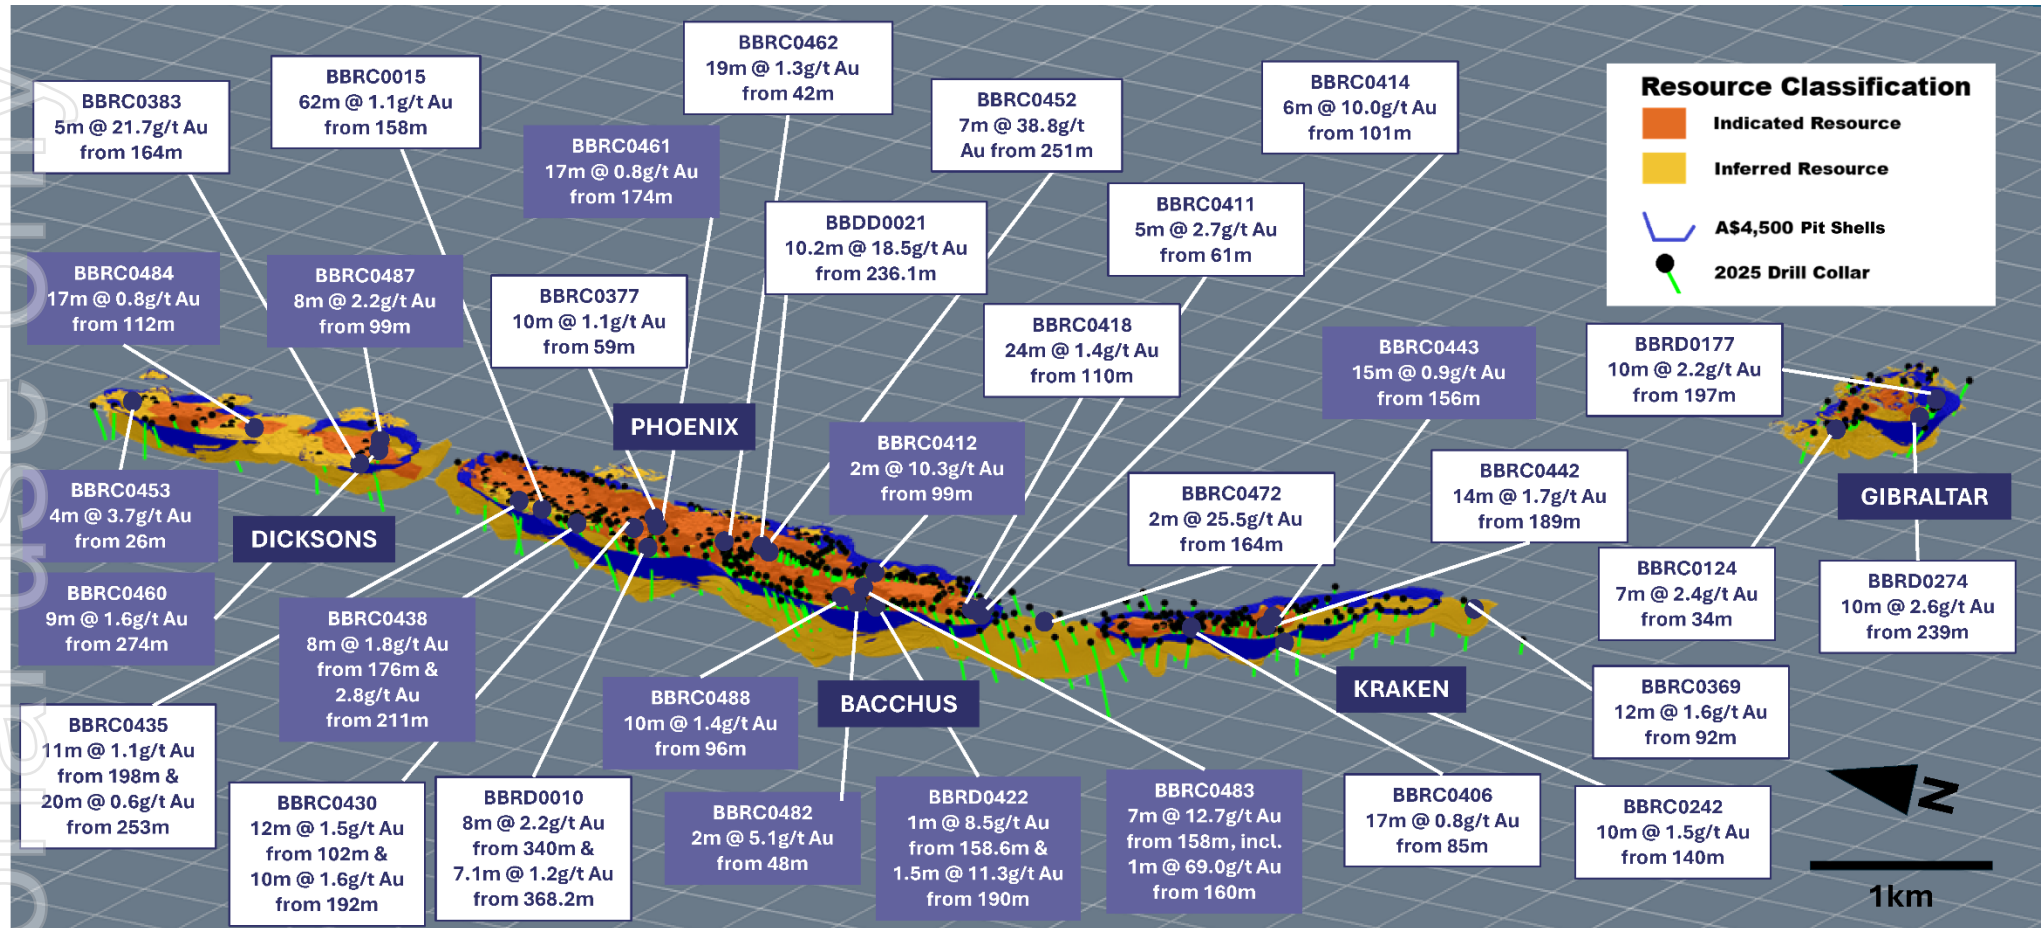 BBRC0462
19m @ 1.3g/t Au
from 42m
BBRC0015
62m @ 1.1g/t Au
from 158m
BBRC0383
5m @ 21.7g/t Au
from 164m
BBRC0461
17m @ 0.8g/t Au
from 174m
BBRC0452
7m @ 38.8g/t
Au from 251m
BBRC0414
6m @ 10.0g/t Au
from 101m
Resource Classification
Indicated Resource
Inferred Resource
A$4,500 Pit Shells
2025 Drill Collar
BBDD0021
10.2m @ 18.5g/t Au
from 236.1m
BBRC0411
5m @ 2.7g/t Au
from 61m
BBRC0484
17m @ 0.8g/t Au
from 112m
BBRC0487
8m @ 2.2g/t Au
from 99m
BBRC0377
10m @ 1.1g/t Au
from 59m
BBRC0418
24m @ 1.4g/t Au
from 110m
BBRC0443
15m @ 0.9g/t Au
from 156m
BBRD0177
10m @ 2.2g/t Au
from 197m
PHOENIX
BBRC0412
2m @ 10.3g/t Au
from 99m
BBRC0453
4m @ 3.7g/t Au
from 26m
DICKSONS
BBRC0472
2m @ 25.5g/t Au
from 164m
BBRC0442
14m @ 1.7g/t Au
from 189m
GIBRALTAR
BBRC0460
9m @ 1.6g/t Au
from 274m
BBRC0438
8m @ 1.8g/t Au
from 176m &
2.8g/t Au
from 211m
BBRC0124
7m @ 2.4g/t Au
from 34m
BBRD0274
10m @ 2.6g/t Au
from 239m
BBRC0488
10m @ 1.4g/t Au
from 96m
BACCHUS
KRAKEN
BBRC0369
12m @ 1.6g/t Au
from 92m
BBRC0435
11m @ 1.1g/t Au
from 198m &
20m @ 0.6g/t Au
from 253m
BBRC0430
12m @ 1.5g/t Au
from 102m &
10m @ 1.6g/t Au
from 192m
BBRD0010
8m @ 2.2g/t Au
from 340m &
7.1m @ 1.2g/t Au
from 368.2m
BBRC0482
2m @ 5.1g/t Au
from 48m
BBRD0422
1m @ 8.5g/t Au
from 158.6m &
1.5m @ 11.3g/t Au
from 190m
BBRC0483
7m @ 12.7g/t Au
from 158m, incl.
1m @ 69.0g/t Au
from 160m
BBRC0406
17m @ 0.8g/t Au
from 85m
BBRC0242
10m @ 1.5g/t Au
from 140m
N
1km